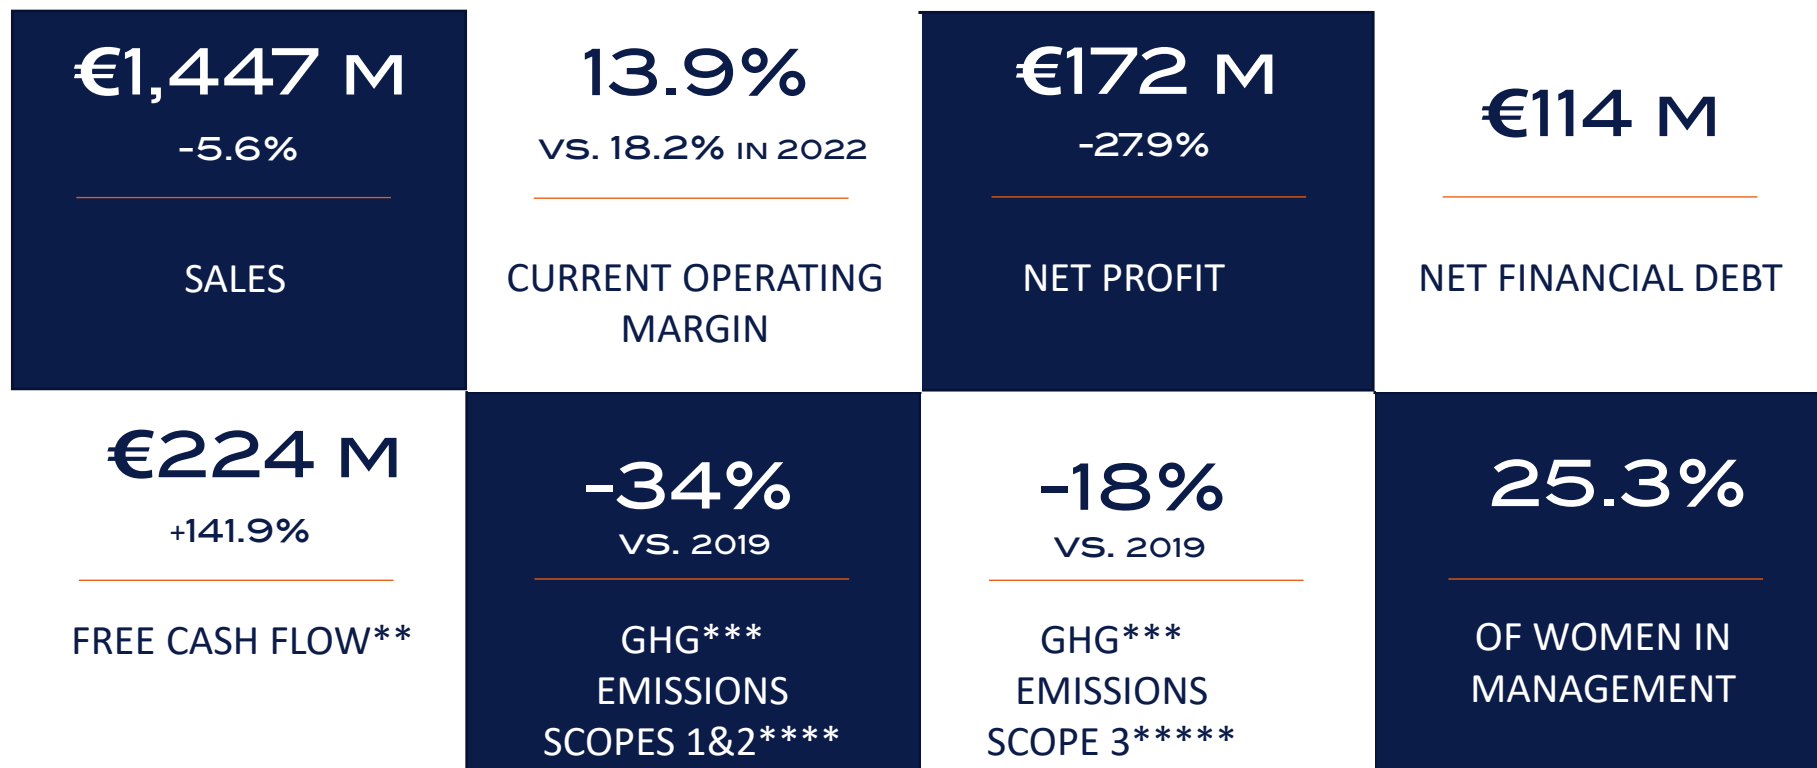 €1,447 M
-5.6%
SALES
13.9%
VS. 18.2% IN 2022
CURRENT OPERATING
MARGIN
€172 M
-27.9%
NET PROFIT
€114 M
NET FINANCIAL DEBT
€224 M
+141.9%
FREE CASH FLOW**
-34%
VS. 2019
GHG***
EMISSIONS
SCOPES 1&2****
-18%
VS. 2019
GHG***
EMISSIONS
SCOPE 3*****
25.3%
OF WOMEN IN
MANAGEMENT